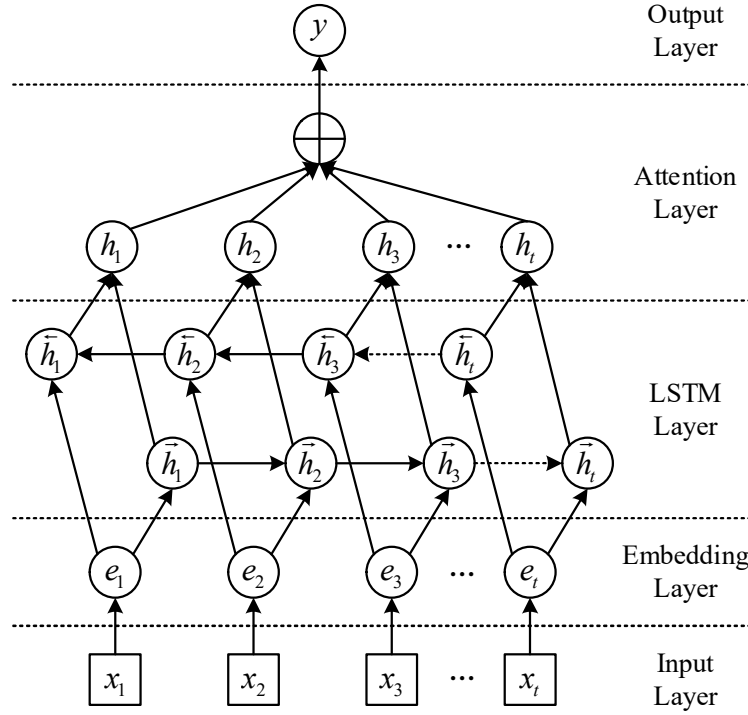 y
Output
Layer
Attention
Layer
h₁ h₂ h₃ ... hₜ
h⃖₁ h⃖₂ h⃖₃ h⃖ₜ
LSTM
Layer
h⃗₁ h⃗₂ h⃗₃ h⃗ₜ
e₁ e₂ e₃ ... eₜ
Embedding
Layer
x₁ x₂ x₃ ... xₜ
Input
Layer